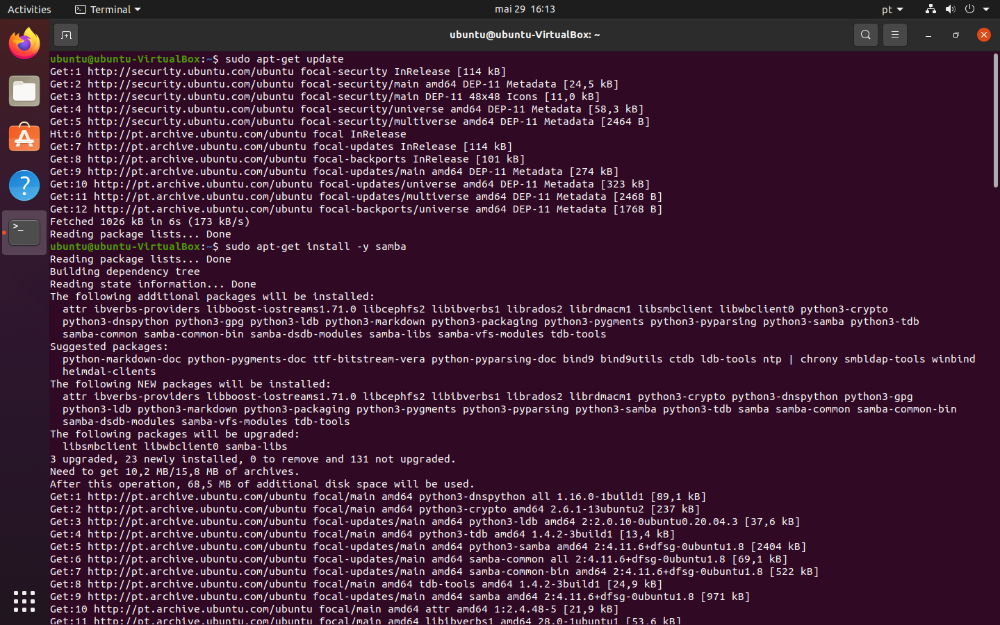 Activities Terminal mai 29 16:13 pt
ubuntu@ubuntu-VirtualBox: ~
ubuntu@ubuntu-VirtualBox:~$ sudo apt-get update
Get:1 http://security.ubuntu.com/ubuntu focal-security InRelease [114 kB]
Get:2 http://security.ubuntu.com/ubuntu focal-security/main amd64 DEP-11 Metadata [24,5 kB]
Get:3 http://security.ubuntu.com/ubuntu focal-security/main DEP-11 48x48 Icons [11,0 kB]
Get:4 http://security.ubuntu.com/ubuntu focal-security/universe amd64 DEP-11 Metadata [58,3 kB]
Get:5 http://security.ubuntu.com/ubuntu focal-security/multiverse amd64 DEP-11 Metadata [2464 B]
Hit:6 http://pt.archive.ubuntu.com/ubuntu focal InRelease
Get:7 http://pt.archive.ubuntu.com/ubuntu focal-updates InRelease [114 kB]
Get:8 http://pt.archive.ubuntu.com/ubuntu focal-backports InRelease [101 kB]
Get:9 http://pt.archive.ubuntu.com/ubuntu focal-updates/main amd64 DEP-11 Metadata [274 kB]
Get:10 http://pt.archive.ubuntu.com/ubuntu focal-updates/universe amd64 DEP-11 Metadata [323 kB]
Get:11 http://pt.archive.ubuntu.com/ubuntu focal-updates/multiverse amd64 DEP-11 Metadata [2468 B]
Get:12 http://pt.archive.ubuntu.com/ubuntu focal-backports/universe amd64 DEP-11 Metadata [1768 B]
Fetched 1026 kB in 6s (173 kB/s)
Reading package lists... Done
ubuntu@ubuntu-VirtualBox:~$ sudo apt-get install -y samba
Reading package lists... Done
Building dependency tree
Reading state information... Done
The following additional packages will be installed:
  attr ibverbs-providers libboost-iostreams1.71.0 libcephfs2 libibverbs1 librados2 librdmacm1 libsmbclient libwbclient0 python3-crypto
  python3-dnspython python3-gpg python3-ldb python3-markdown python3-packaging python3-pygments python3-pyparsing python3-samba python3-tdb
  samba-common samba-common-bin samba-dsdb-modules samba-libs samba-vfs-modules tdb-tools
Suggested packages:
  python-markdown-doc python-pygments-doc ttf-bitstream-vera python-pyparsing-doc bind9 bind9utils ctdb ldb-tools ntp | chrony smbldap-tools winbind
  heimdal-clients
The following NEW packages will be installed:
  attr ibverbs-providers libboost-iostreams1.71.0 libcephfs2 libibverbs1 librados2 librdmacm1 python3-crypto python3-dnspython python3-gpg
  python3-ldb python3-markdown python3-packaging python3-pygments python3-pyparsing python3-samba python3-tdb samba samba-common samba-common-bin
  samba-dsdb-modules samba-vfs-modules tdb-tools
The following packages will be upgraded:
  libsmbclient libwbclient0 samba-libs
3 upgraded, 23 newly installed, 0 to remove and 131 not upgraded.
Need to get 10,2 MB/15,8 MB of archives.
After this operation, 68,5 MB of additional disk space will be used.
Get:1 http://pt.archive.ubuntu.com/ubuntu focal/main amd64 python3-dnspython all 1.16.0-1build1 [89,1 kB]
Get:2 http://pt.archive.ubuntu.com/ubuntu focal/main amd64 python3-crypto amd64 2.6.1-13ubuntu2 [237 kB]
Get:3 http://pt.archive.ubuntu.com/ubuntu focal-updates/main amd64 python3-ldb amd64 2:2.0.10-0ubuntu0.20.04.3 [37,6 kB]
Get:4 http://pt.archive.ubuntu.com/ubuntu focal/main amd64 python3-tdb amd64 1.4.2-3build1 [13,4 kB]
Get:5 http://pt.archive.ubuntu.com/ubuntu focal-updates/main amd64 python3-samba amd64 2:4.11.6+dfsg-0ubuntu1.8 [2404 kB]
Get:6 http://pt.archive.ubuntu.com/ubuntu focal-updates/main amd64 samba-common all 2:4.11.6+dfsg-0ubuntu1.8 [69,1 kB]
Get:7 http://pt.archive.ubuntu.com/ubuntu focal-updates/main amd64 samba-common-bin amd64 2:4.11.6+dfsg-0ubuntu1.8 [522 kB]
Get:8 http://pt.archive.ubuntu.com/ubuntu focal/main amd64 tdb-tools amd64 1.4.2-3build1 [24,9 kB]
Get:9 http://pt.archive.ubuntu.com/ubuntu focal-updates/main amd64 samba amd64 2:4.11.6+dfsg-0ubuntu1.8 [971 kB]
Get:10 http://pt.archive.ubuntu.com/ubuntu focal/main amd64 attr amd64 1:2.4.48-5 [21,9 kB]
Get:11 http://pt.archive.ubuntu.com/ubuntu focal/main amd64 libibverbs1 amd64 28.0-1ubuntu1 [53,6 kB]